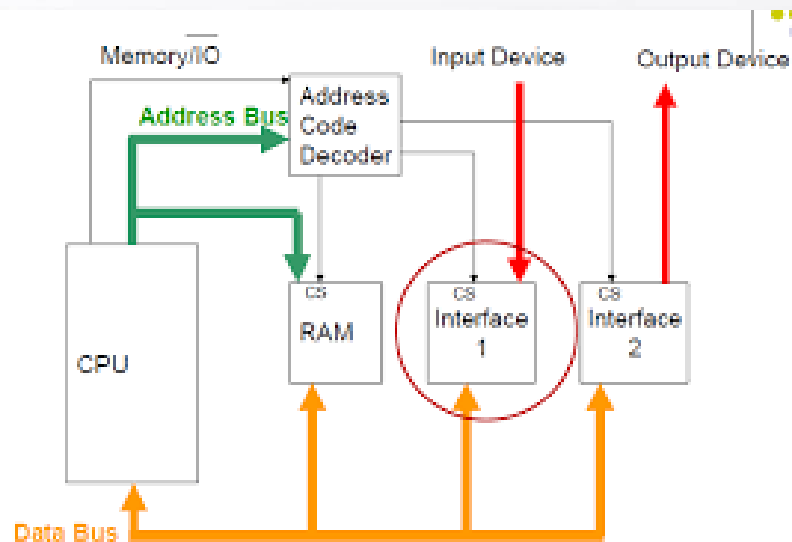 Memory/IO
Input Device
Output Device
Address Bus
Address
Code
Decoder
CPU
CS
RAM
CS
Interface
1
CS
Interface
2
Data Bus